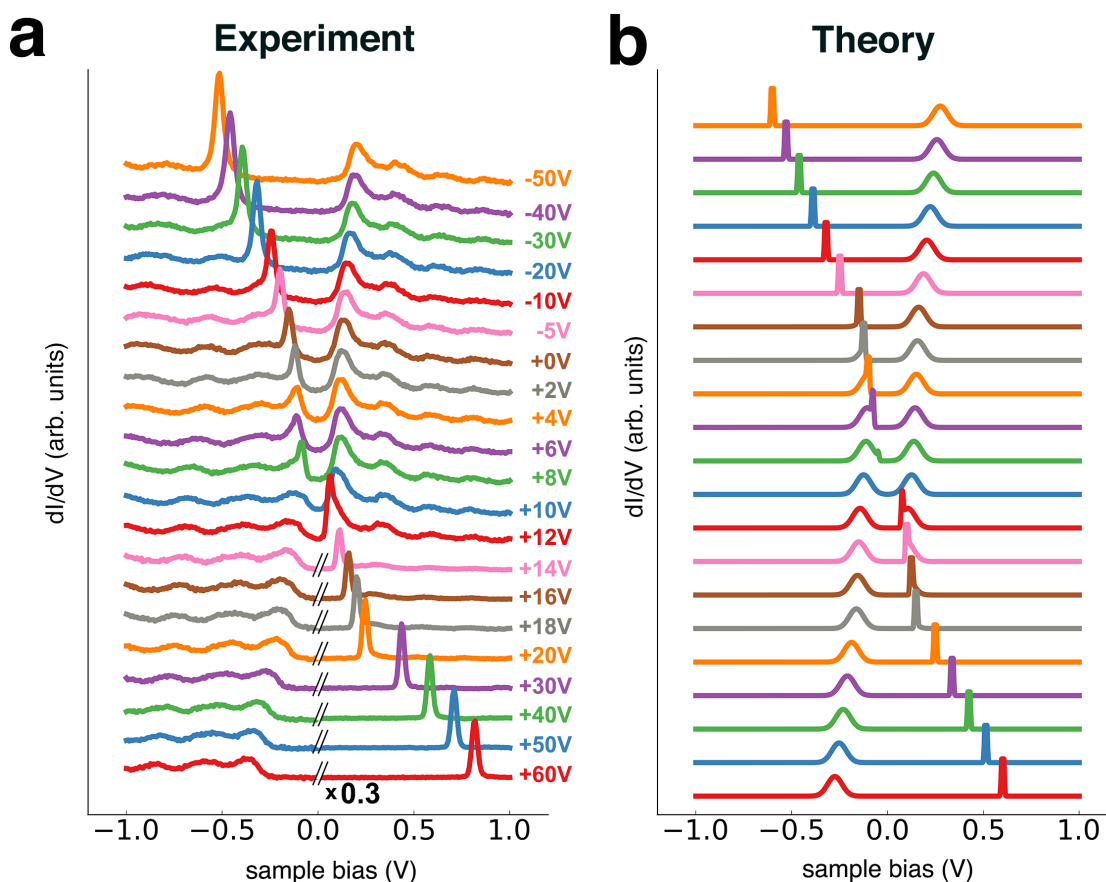 a
Experiment
-50V
-40V
-30V
-20V
-10V
-5V
+0V
+2V
+4V
+6V
+8V
+10V
+12V
+14V
+16V
+18V
+20V
+30V
+40V
+50V
+60V
x 0.3
dI/dV (arb. units)
−1.0 −0.5 0.0 0.5 1.0
sample bias (V)
b
Theory
dI/dV (arb. units)
−1.0 −0.5 0.0 0.5 1.0
sample bias (V)